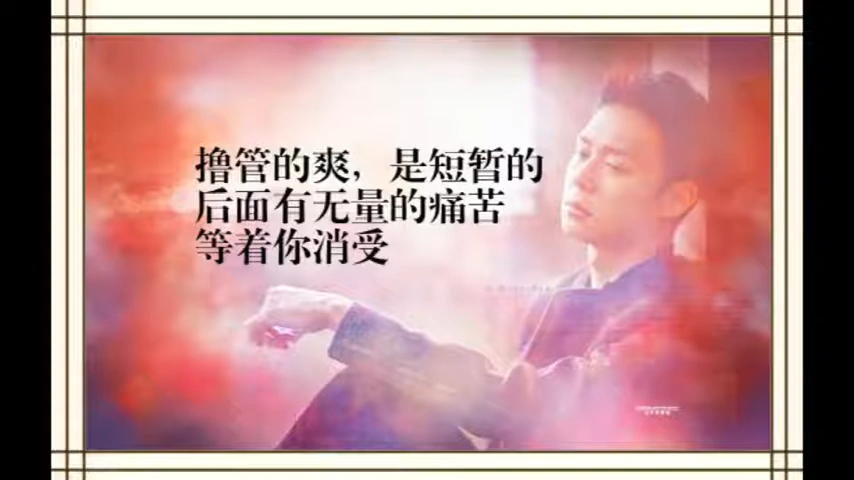 撸管的爽，是短暂的
后面有无量的痛苦
等着你消受